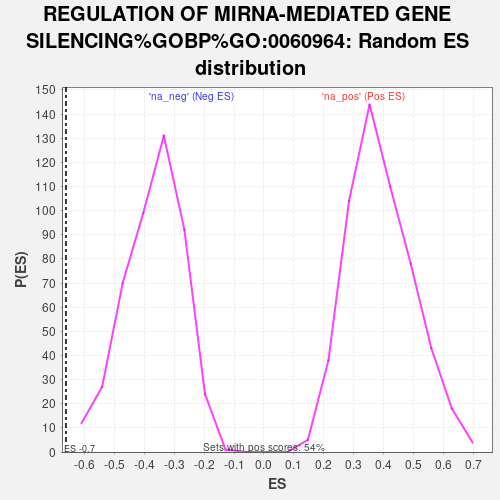 REGULATION OF MIRNA-MEDIATED GENE
SILENCING%GOBP%GO:0060964: Random ES
distribution
'na_neg' (Neg ES)
'na_pos' (Pos ES)
150
140
130
120
110
100
90
80
70
60
50
40
30
20
10
0
P(ES)
ES -0.7
Sets with pos scores: 54%
-0.6 -0.5 -0.4 -0.3 -0.2 -0.1 0.0 0.1 0.2 0.3 0.4 0.5 0.6 0.7
ES